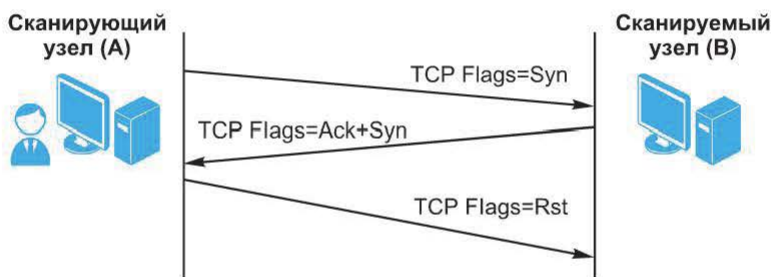 Сканирующий
узел (A)
Сканируемый
узел (B)
TCP Flags=Syn
TCP Flags=Ack+Syn
TCP Flags=Rst